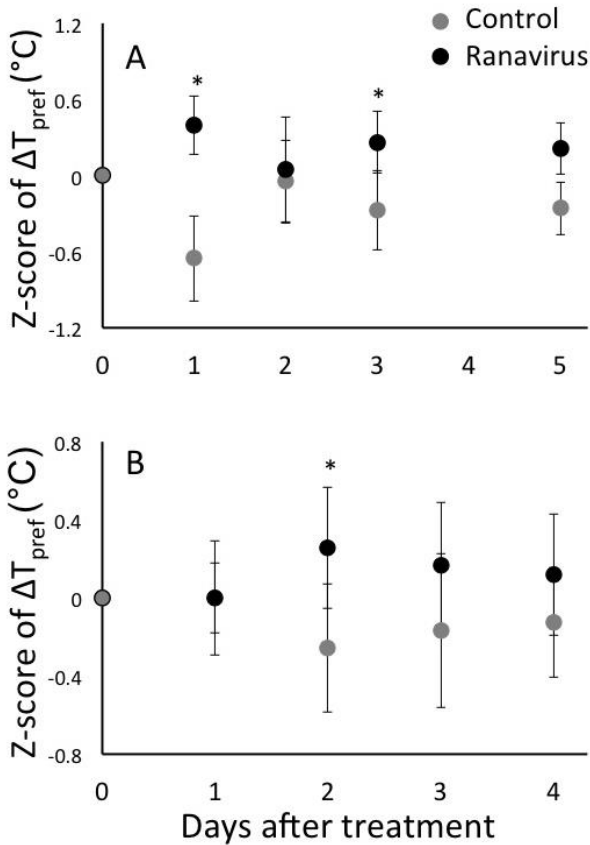 Control
Ranavirus
A
*
*
1.2
0.6
0
-0.6
-1.2
Z-score of ΔTpref (°C)
0 1 2 3 4 5
B
*
0.8
0.4
0
-0.4
-0.8
Z-score of ΔTpref (°C)
0 1 2 3 4
Days after treatment